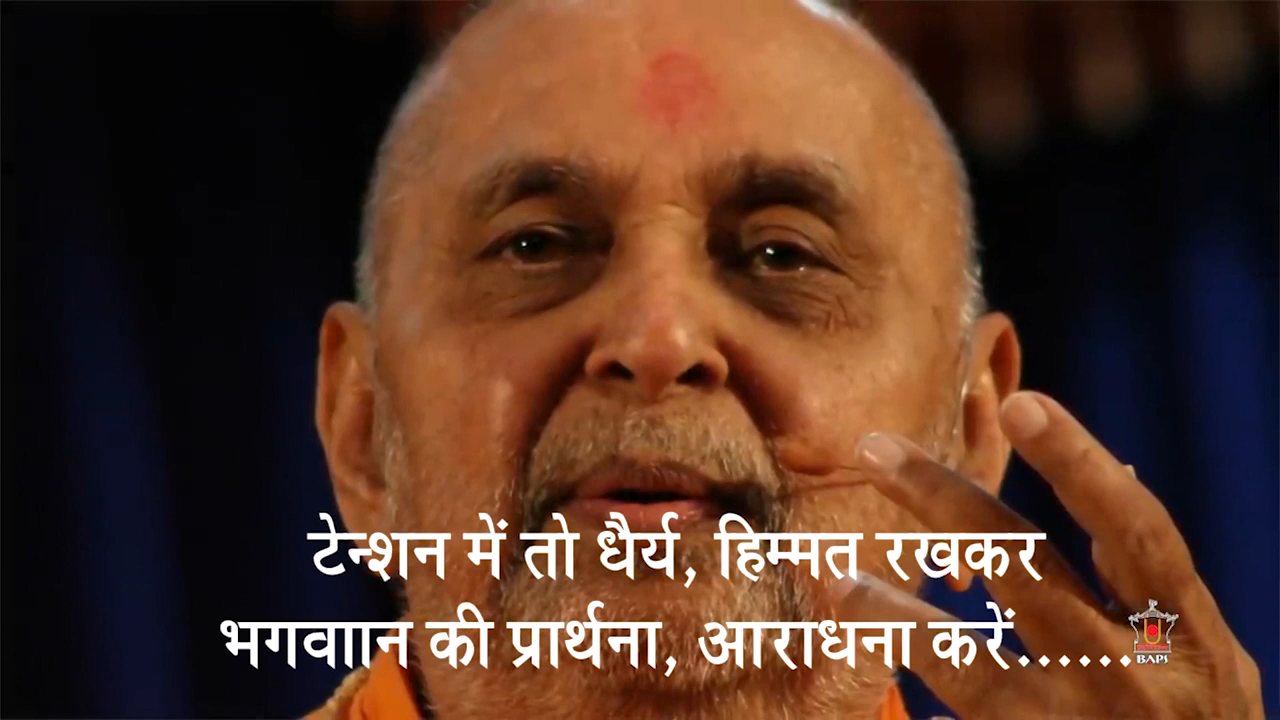 टेन्शन में तो धैर्य, हिम्मत रखकर
भगवाान की प्रार्थना, आराधना करें......
BAPS